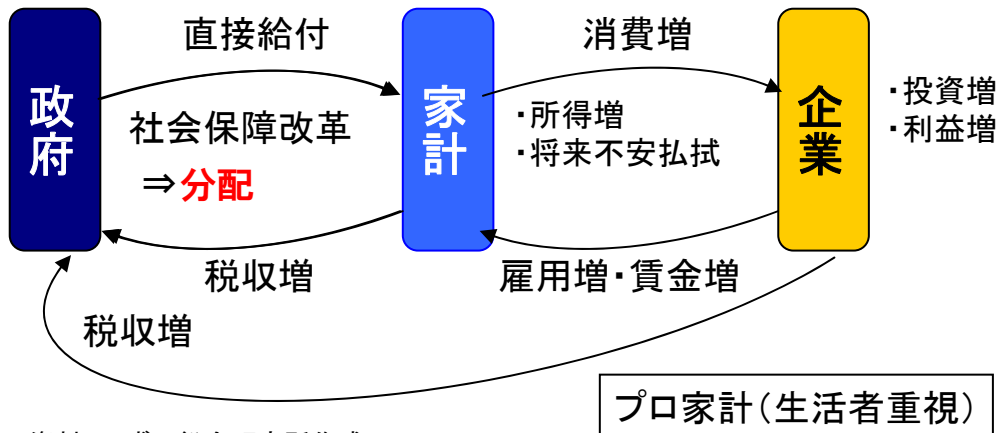 政府
直接給付
社会保障改革
⇒分配
税収増
税収増
家計
消費増
・所得増
・将来不安払拭
雇用増・賃金増
企業
・投資増
・利益増
プロ家計（生活者重視）